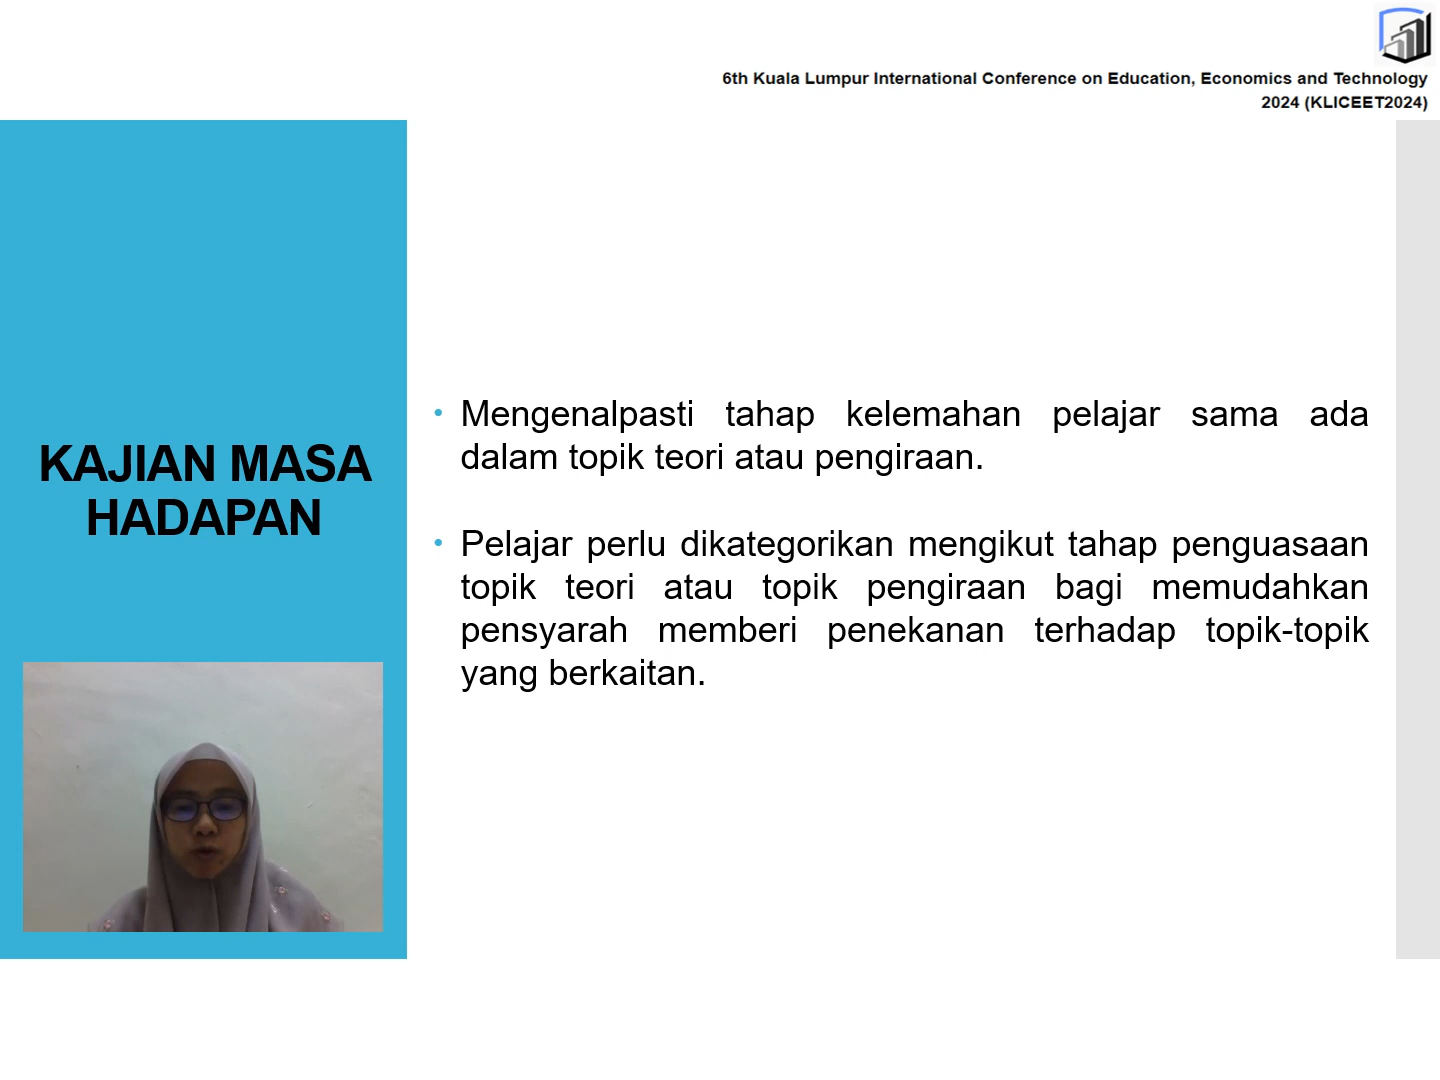 6th Kuala Lumpur International Conference on Education, Economics and Technology
2024 (KLICEET2024)
KAJIAN MASA
HADAPAN
• Mengenalpasti tahap kelemahan pelajar sama ada
dalam topik teori atau pengiraan.
• Pelajar perlu dikategorikan mengikut tahap penguasaan
topik teori atau topik pengiraan bagi memudahkan
pensyarah memberi penekanan terhadap topik-topik
yang berkaitan.